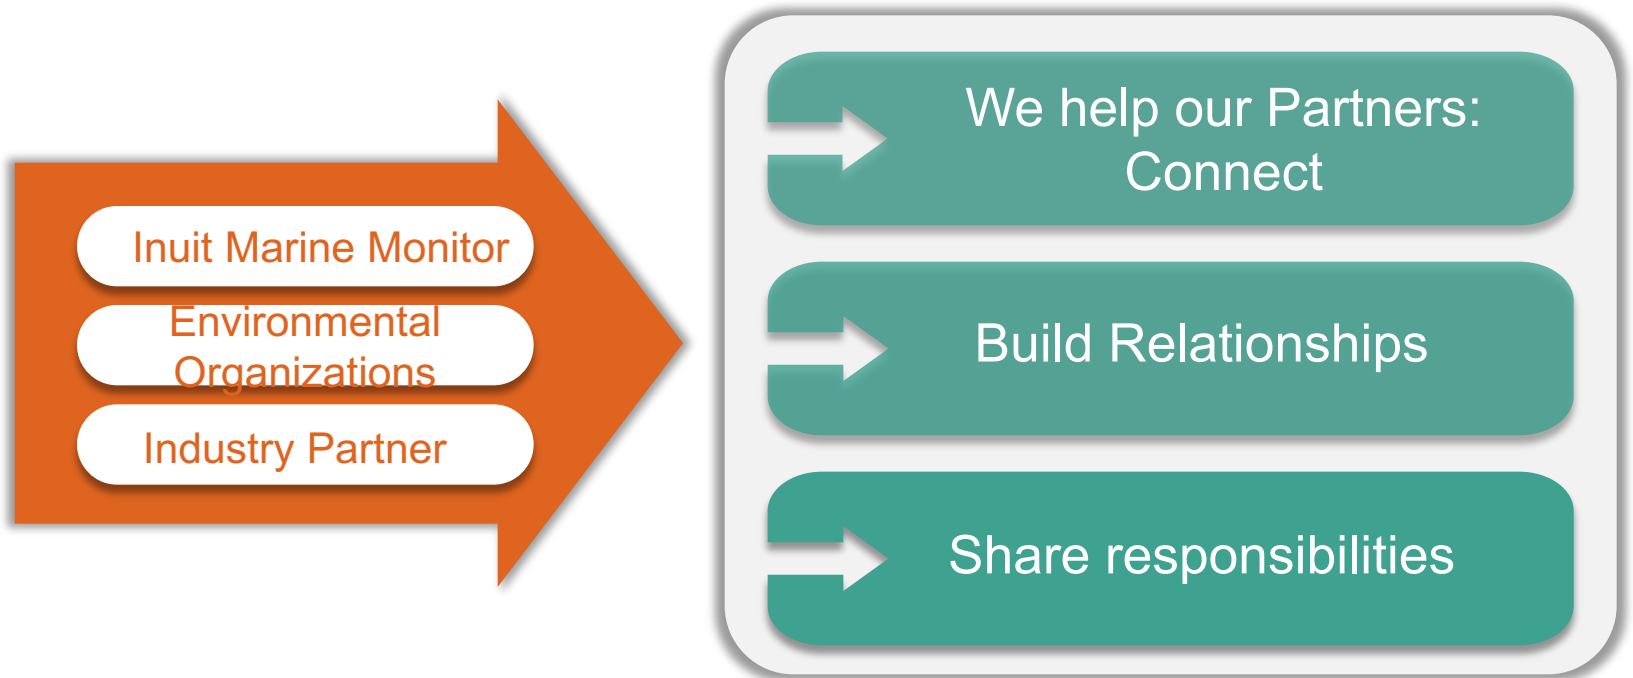 Inuit Marine Monitor
Environmental
Organizations
Industry Partner
We help our Partners:
Connect
Build Relationships
Share responsibilities